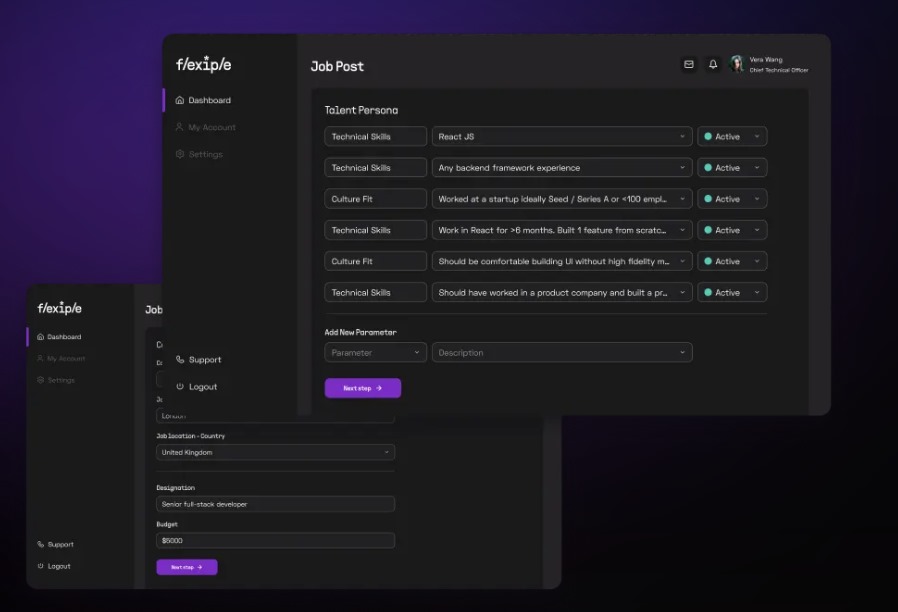 f/exip/e
Job Post
Vera Wang
Chief Technical Officer
Dashboard
My Account
Settings
Talent Persona
Technical Skills
React JS
Active
Technical Skills
Any backend framework experience
Active
Culture Fit
Worked at a startup ideally Seed / Series A or <100 empl...
Active
Technical Skills
Work in React for >6 months. Built 1 feature from scratc...
Active
Culture Fit
Should be comfortable building UI without high fidelity m...
Active
Technical Skills
Should have worked in a product company and built a pr...
Active
Add New Parameter
Parameter
Description
Next step
Support
Logout
f/exip/e
Job
Dashboard
My Account
Settings
London
Job location - Country
United Kingdom
Designation
Senior full-stack developer
Budget
$5000
Next step
Support
Logout